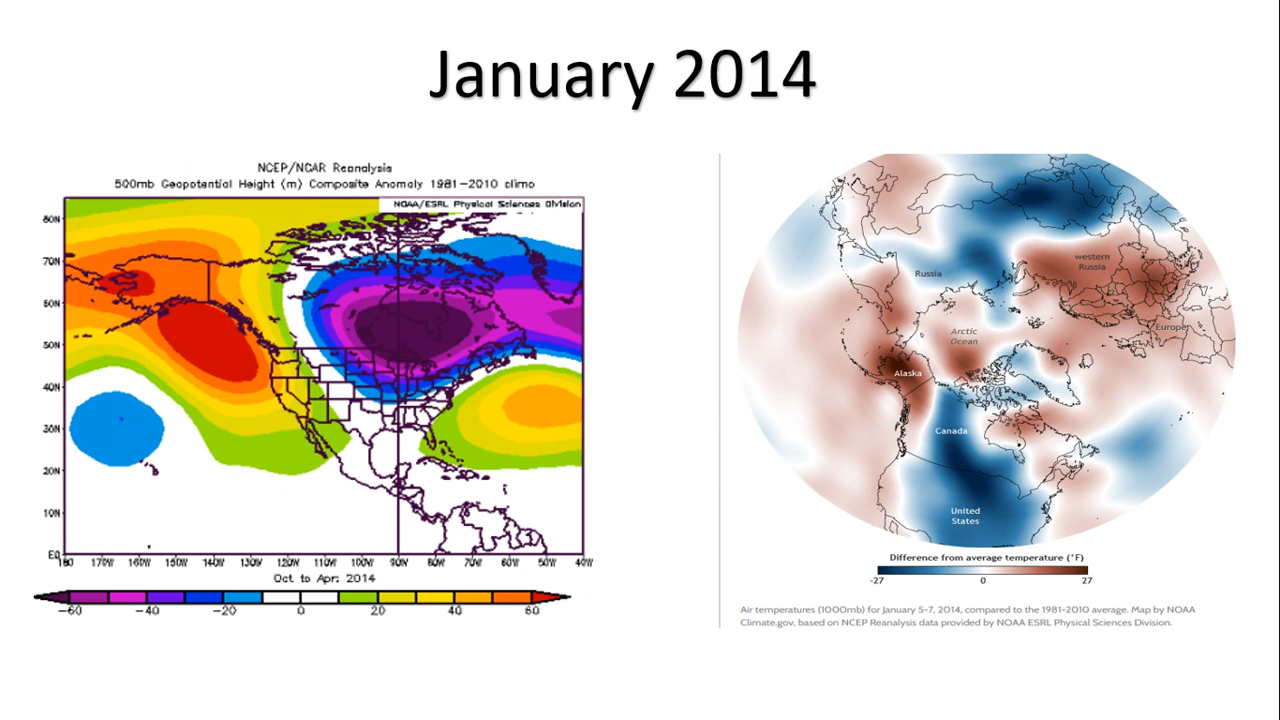 January 2014
NCEP/NCAR Reanalysis
500mb Geopotential Height (m) Composite Anomaly 1981-2010 climo
NOAA/ESRL Physical Sciences Division
80N
70N
60N
50N
40N
30N
20N
10N
EQ
180 170W 160W 150W 140W 130W 120W 110W 100W 90W 80W 70W 60W 50W 40W
Oct to Apr: 2014
-60 -40 -20 0 20 40 60
western
Russia
Russia
Europe
Arctic
Ocean
Alaska
Canada
United
States
Difference from average temperature (°F)
-27 0 27
Air temperatures (1000mb) for January 5-7, 2014, compared to the 1981-2010 average. Map by NOAA
Climate.gov, based on NCEP Reanalysis data provided by NOAA ESRL Physical Sciences Division.